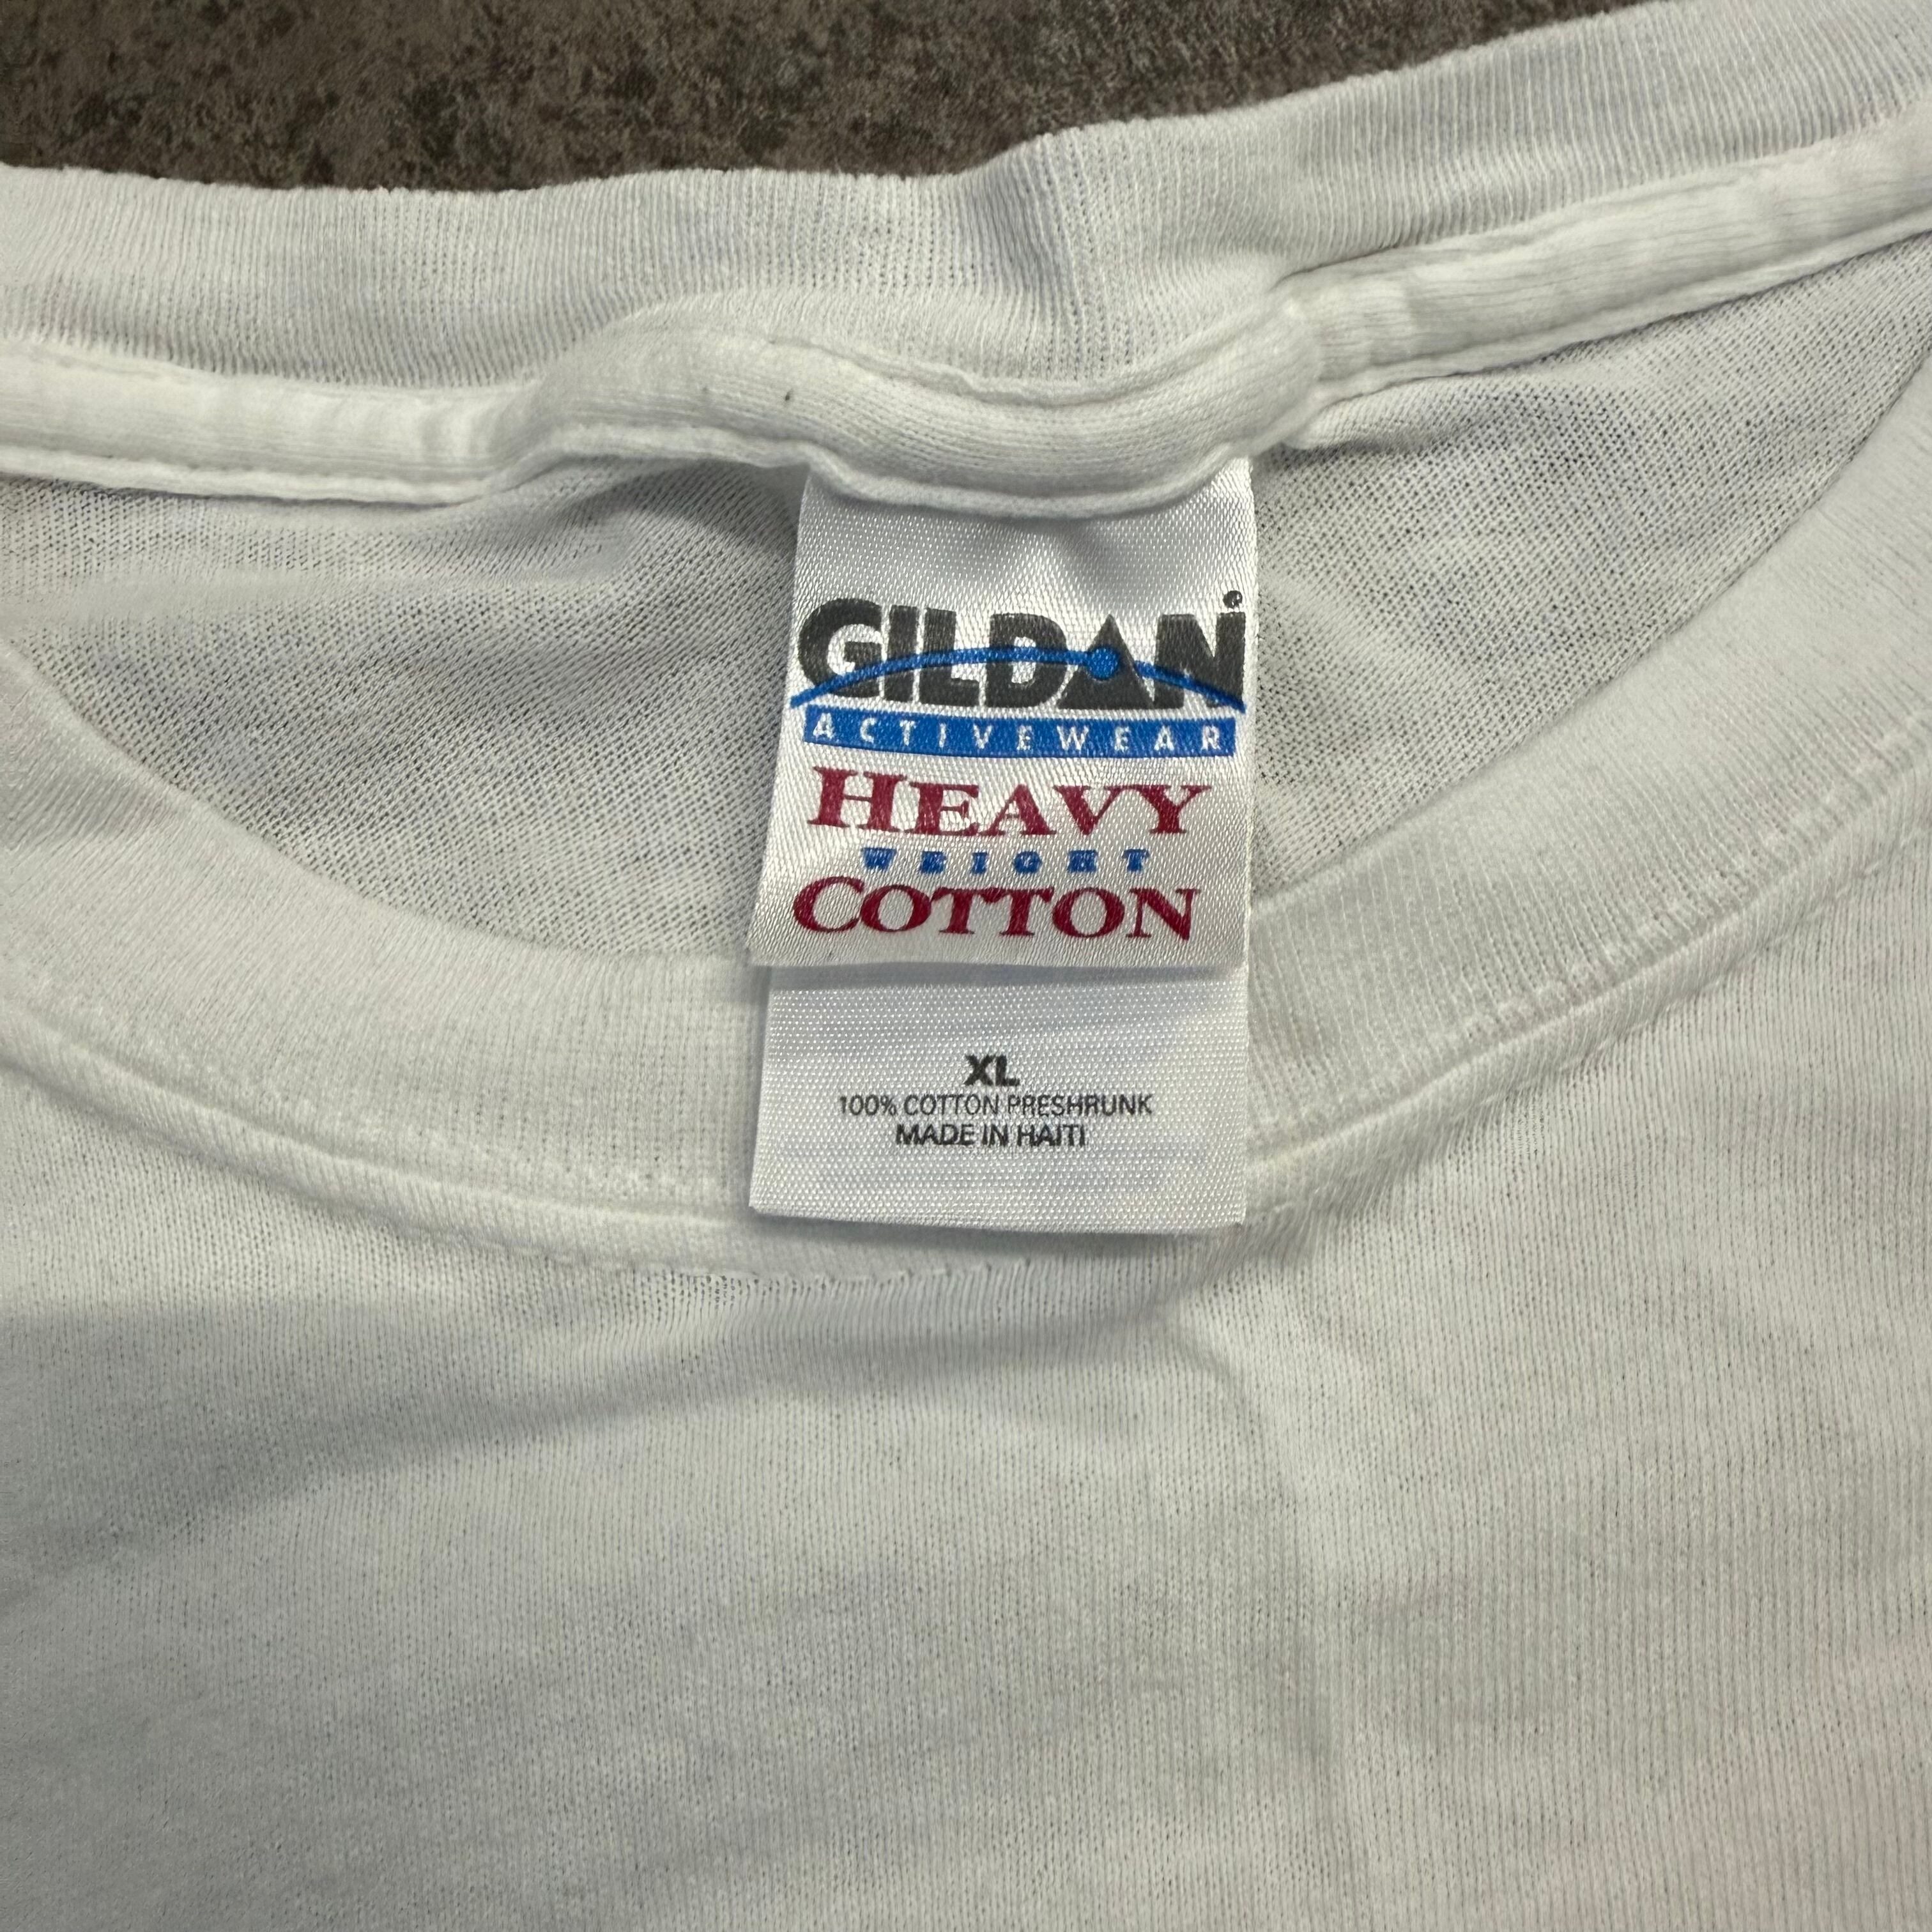 GILDAN
ACTIVEWEAR
HEAVY
WEIGHT
COTTON
XL
100% COTTON PRESHRUNK
MADE IN HAITI